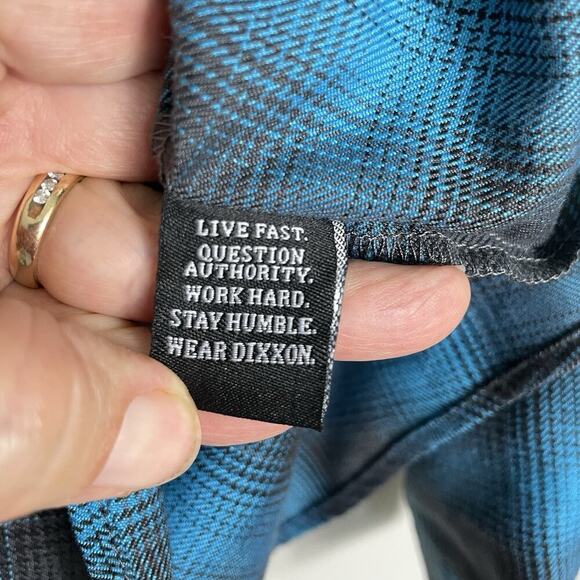 LIVE FAST.
QUESTION
AUTHORITY.
WORK HARD.
STAY HUMBLE.
WEAR DIXXON.